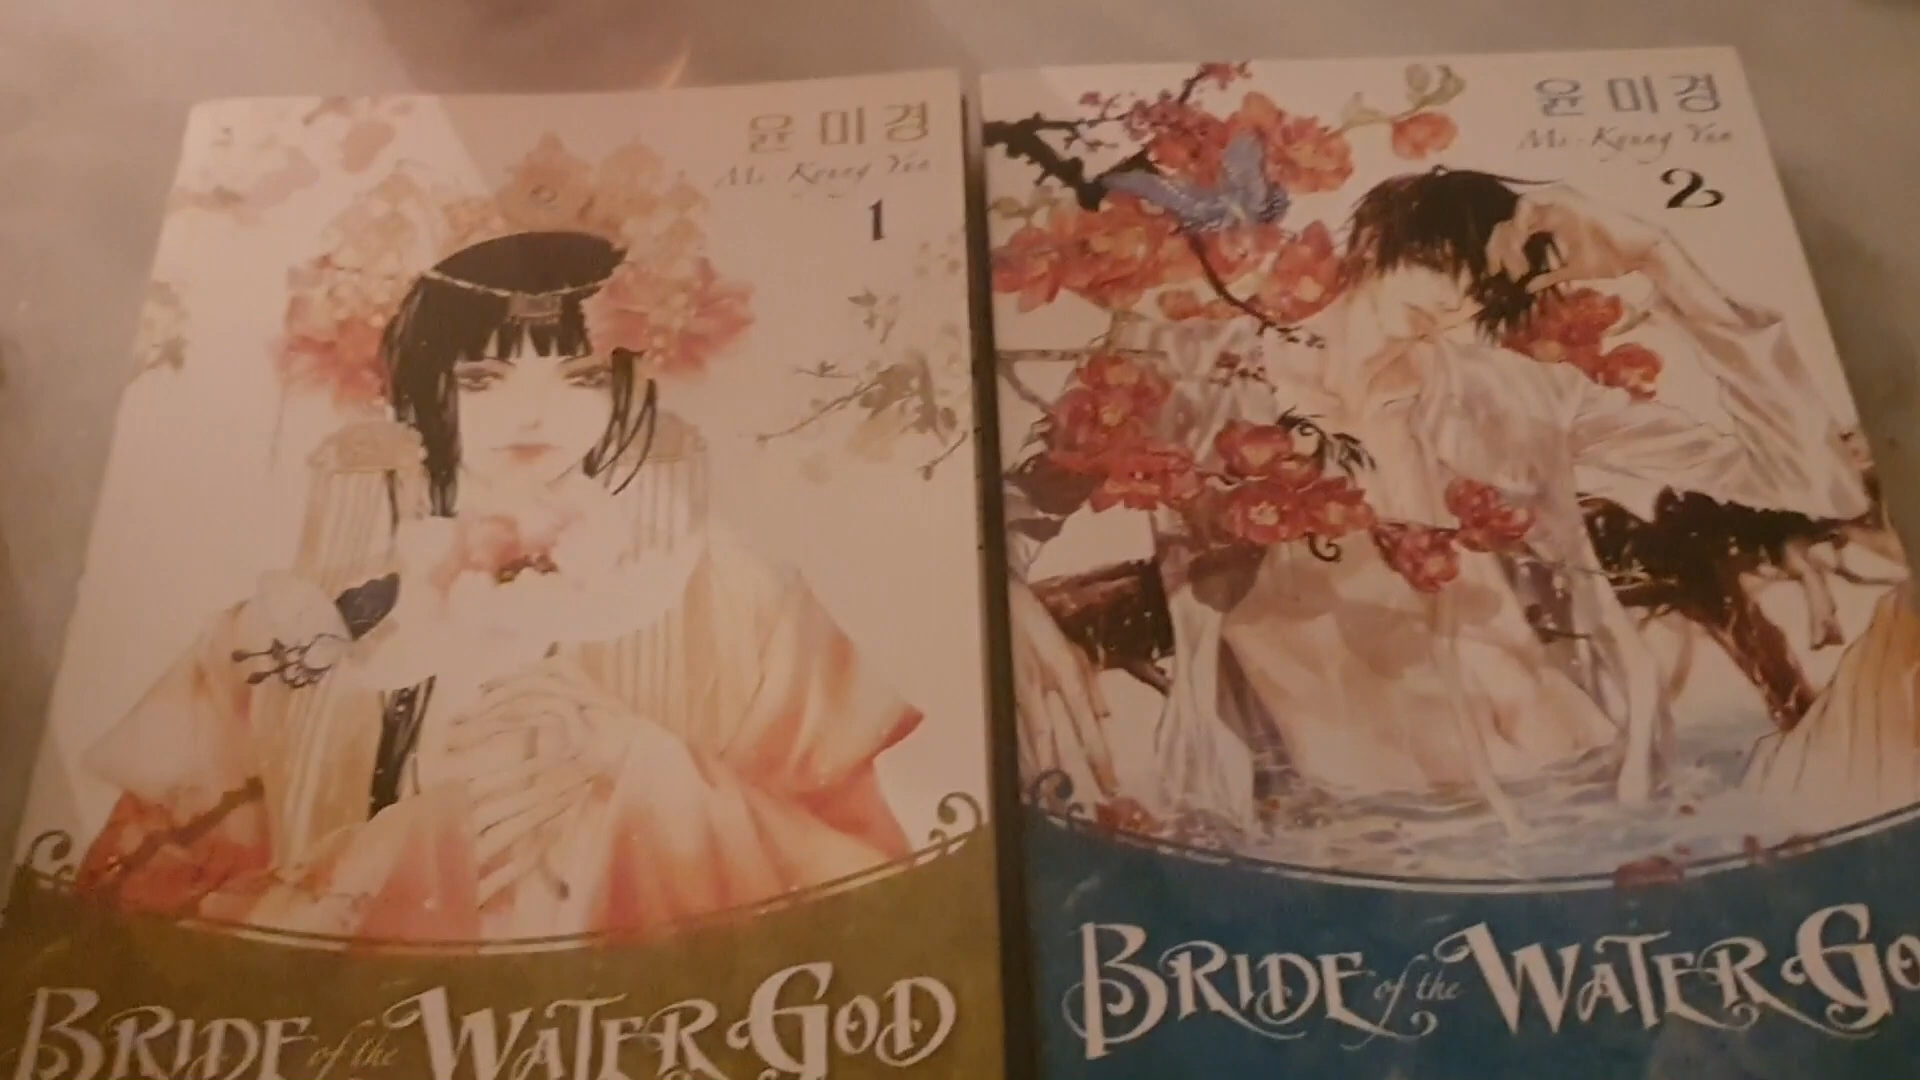 윤미경
Mi-Kyung Yun
1
BRIDE of the WATER GOD
윤미경
Mi-Kyung Yun
2
BRIDE of the WATER GO